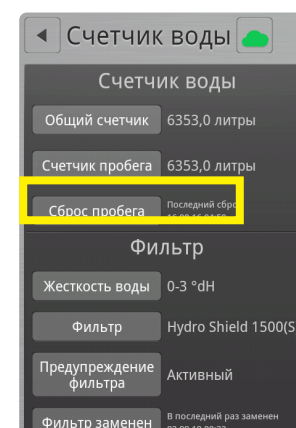 Счетчик воды
Счетчик воды
Общий счетчик 6353,0 литры
Счетчик пробега 6353,0 литры
Сброс пробега Последний сбро
Фильтр
Жесткость воды 0-3 °dH
Фильтр Hydro Shield 1500(S
Предупреждение
фильтра Активный
Фильтр заменен В последний раз заменен